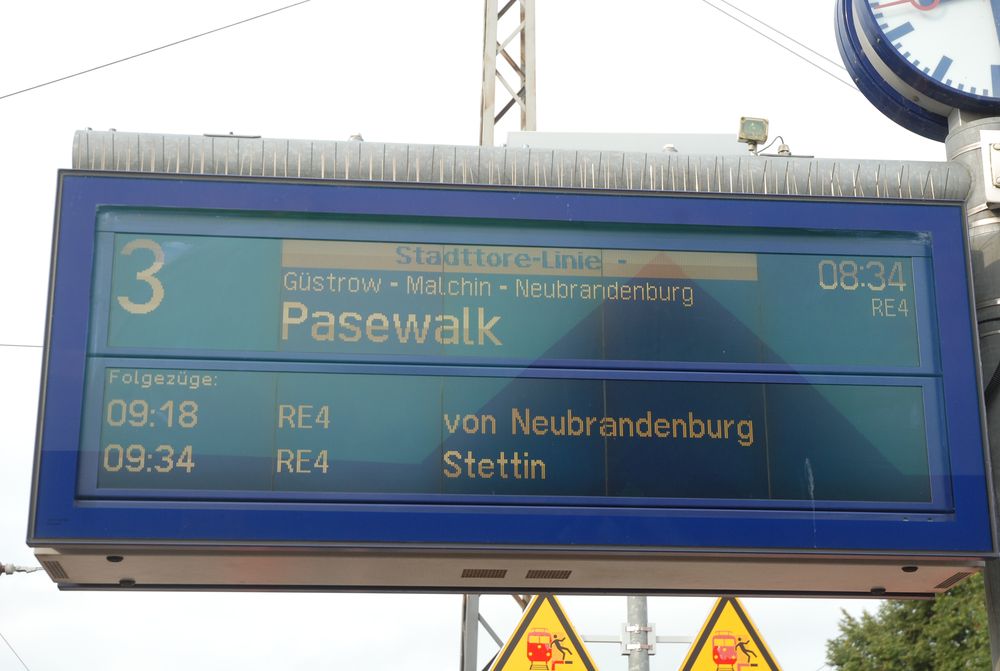 3
Stadttore-Linie -
08:34
Güstrow - Malchin - Neubrandenburg
RE4
Pasewalk
Folgezüge:
09:18 RE4 von Neubrandenburg
09:34 RE4 Stettin